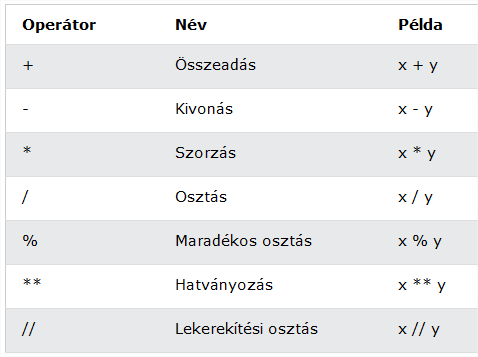 Operátor Név Példa
+ Összeadás x + y
- Kivonás x - y
* Szorzás x * y
/ Osztás x / y
% Maradékos osztás x % y
** Hatványozás x ** y
// Lekerekítési osztás x // y